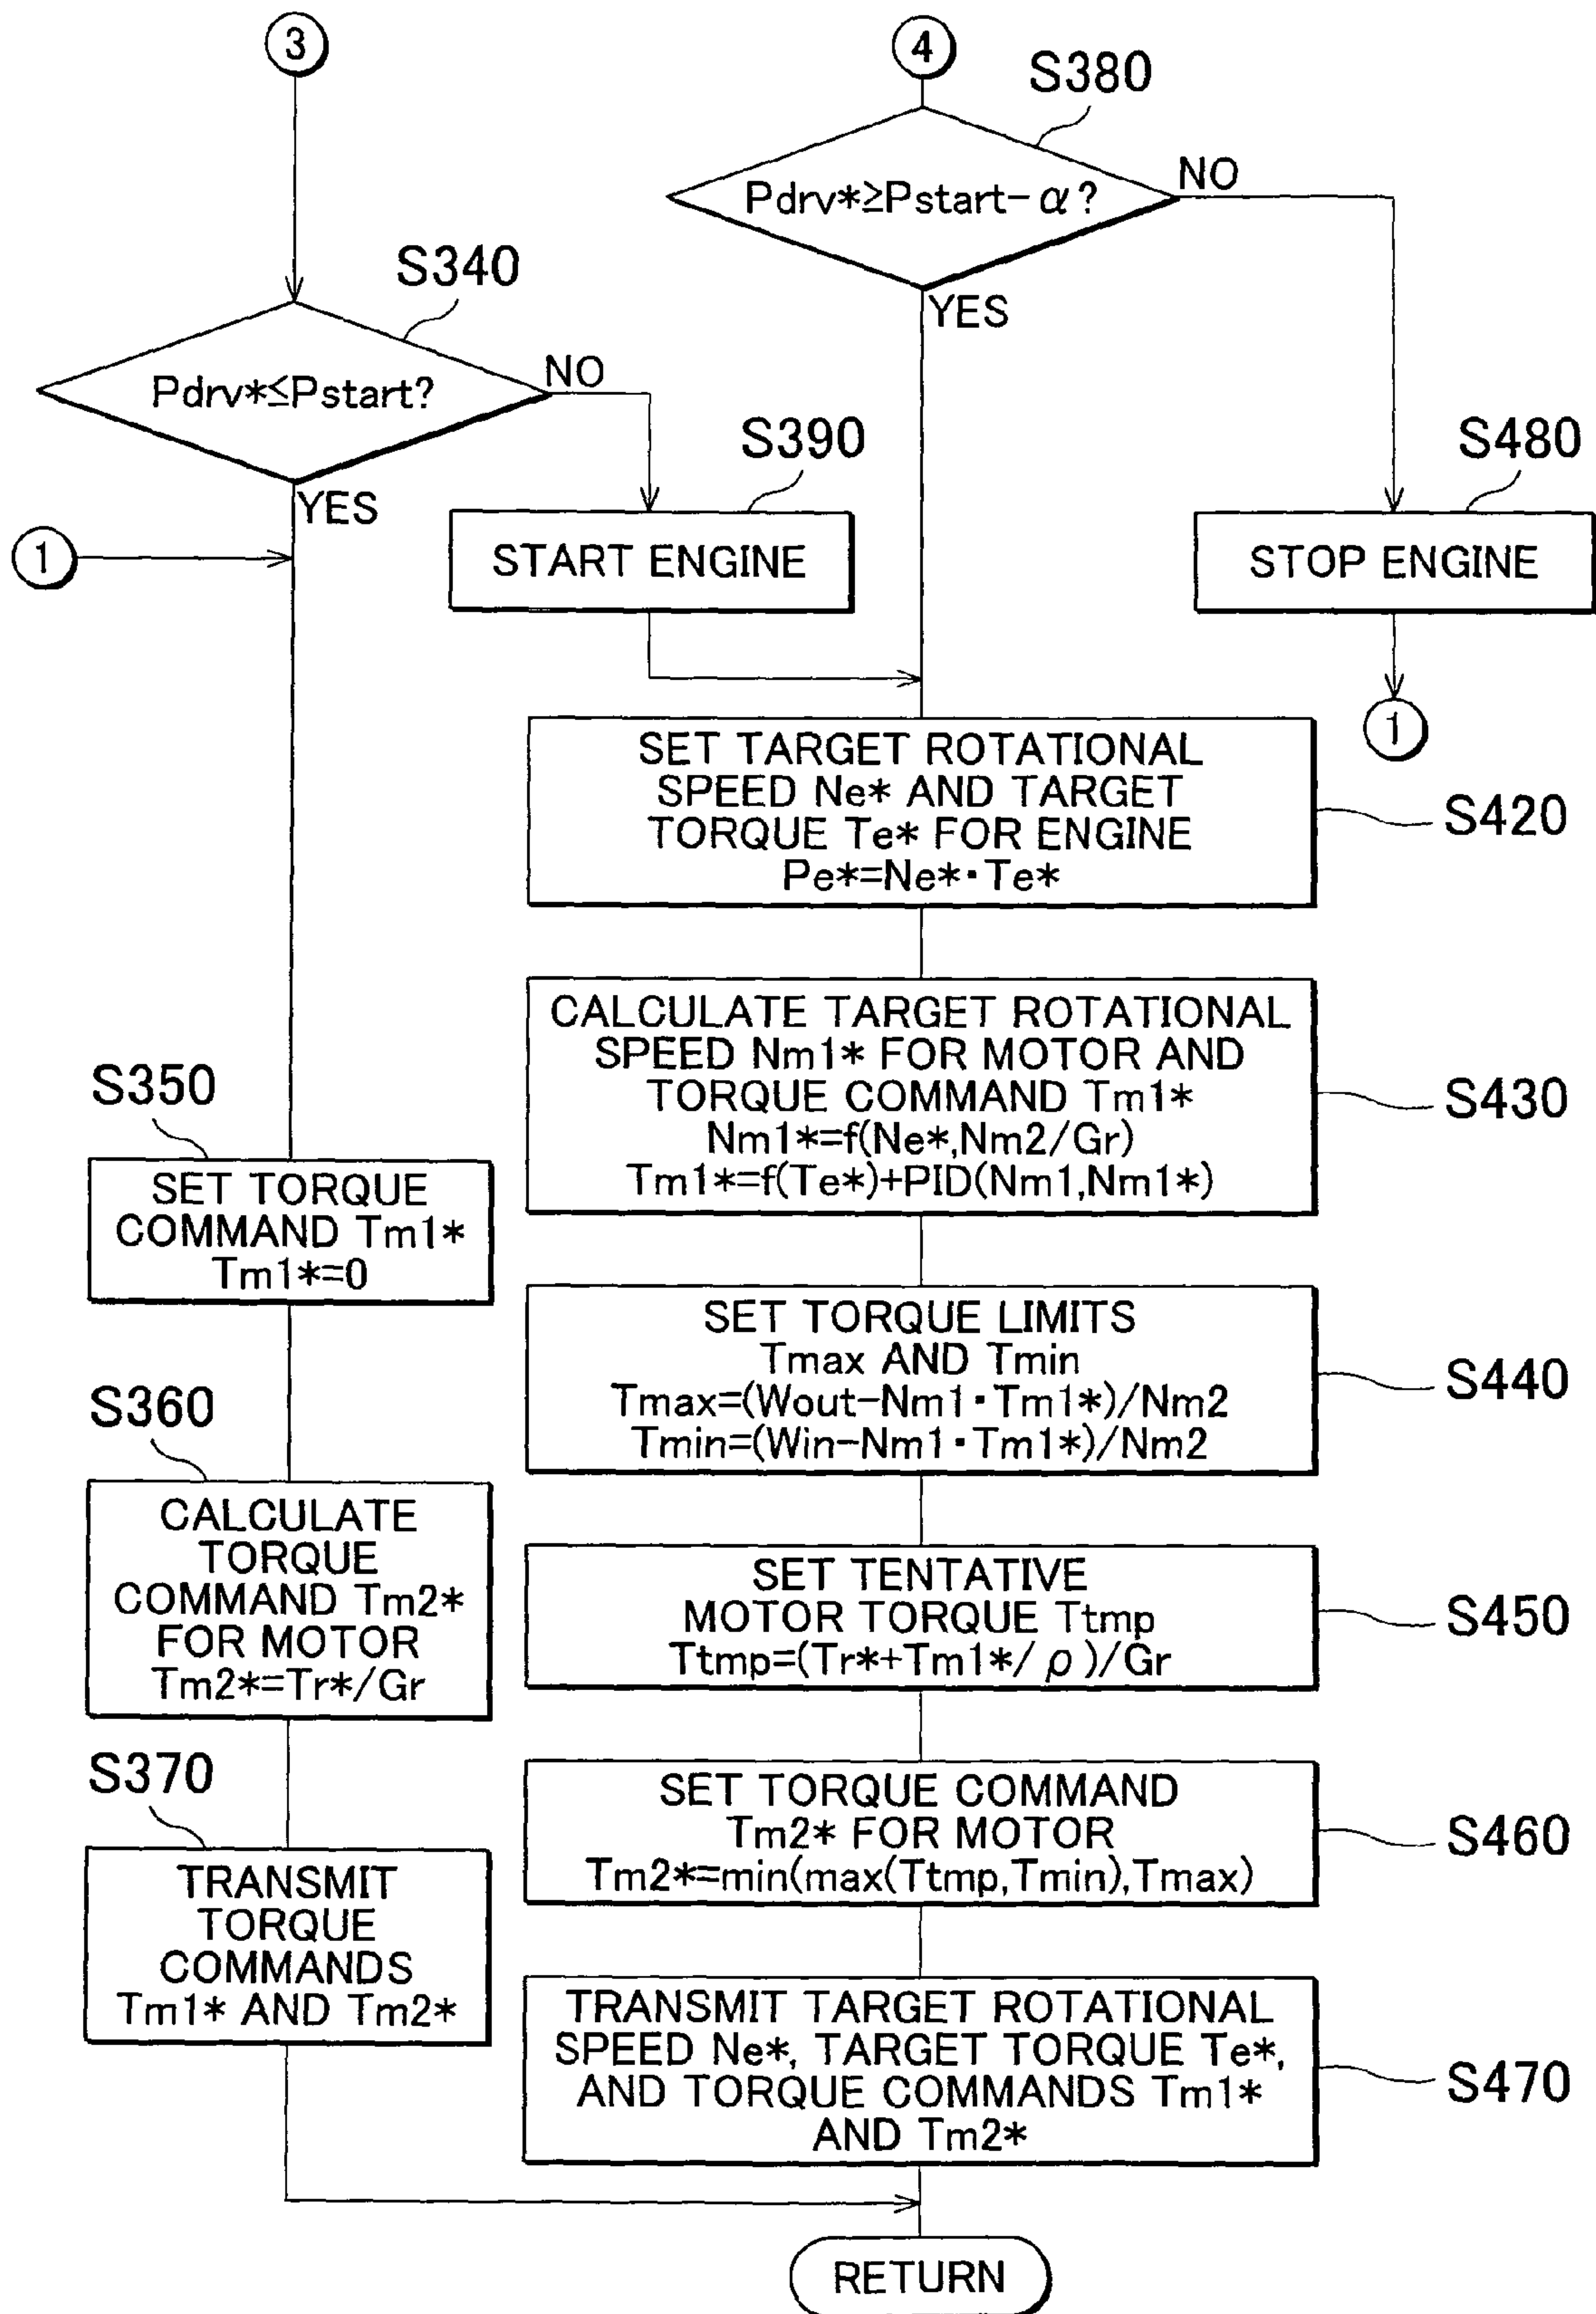 3
4
S380
Pdrv*≥Pstart-α?
NO
YES
S340
Pdrv*≤Pstart?
NO
YES
S390
START ENGINE
S480
STOP ENGINE
1
1
SET TARGET ROTATIONAL
SPEED Ne* AND TARGET
TORQUE Te* FOR ENGINE
Pe*=Ne*·Te*
S420
CALCULATE TARGET ROTATIONAL
SPEED Nm1* FOR MOTOR AND
TORQUE COMMAND Tm1*
Nm1*=f(Ne*,Nm2/Gr)
Tm1*=f(Te*)+PID(Nm1,Nm1*)
S430
S350
SET TORQUE
COMMAND Tm1*
Tm1*=0
SET TORQUE LIMITS
Tmax AND Tmin
Tmax=(Wout-Nm1·Tm1*)/Nm2
Tmin=(Win-Nm1·Tm1*)/Nm2
S440
S360
CALCULATE
TORQUE
COMMAND Tm2*
FOR MOTOR
Tm2*=Tr*/Gr
SET TENTATIVE
MOTOR TORQUE Ttmp
Ttmp=(Tr*+Tm1*/ρ)/Gr
S450
S370
TRANSMIT
TORQUE
COMMANDS
Tm1* AND Tm2*
SET TORQUE COMMAND
Tm2* FOR MOTOR
Tm2*=min(max(Ttmp,Tmin),Tmax)
S460
TRANSMIT TARGET ROTATIONAL
SPEED Ne*, TARGET TORQUE Te*,
AND TORQUE COMMANDS Tm1*
AND Tm2*
S470
RETURN